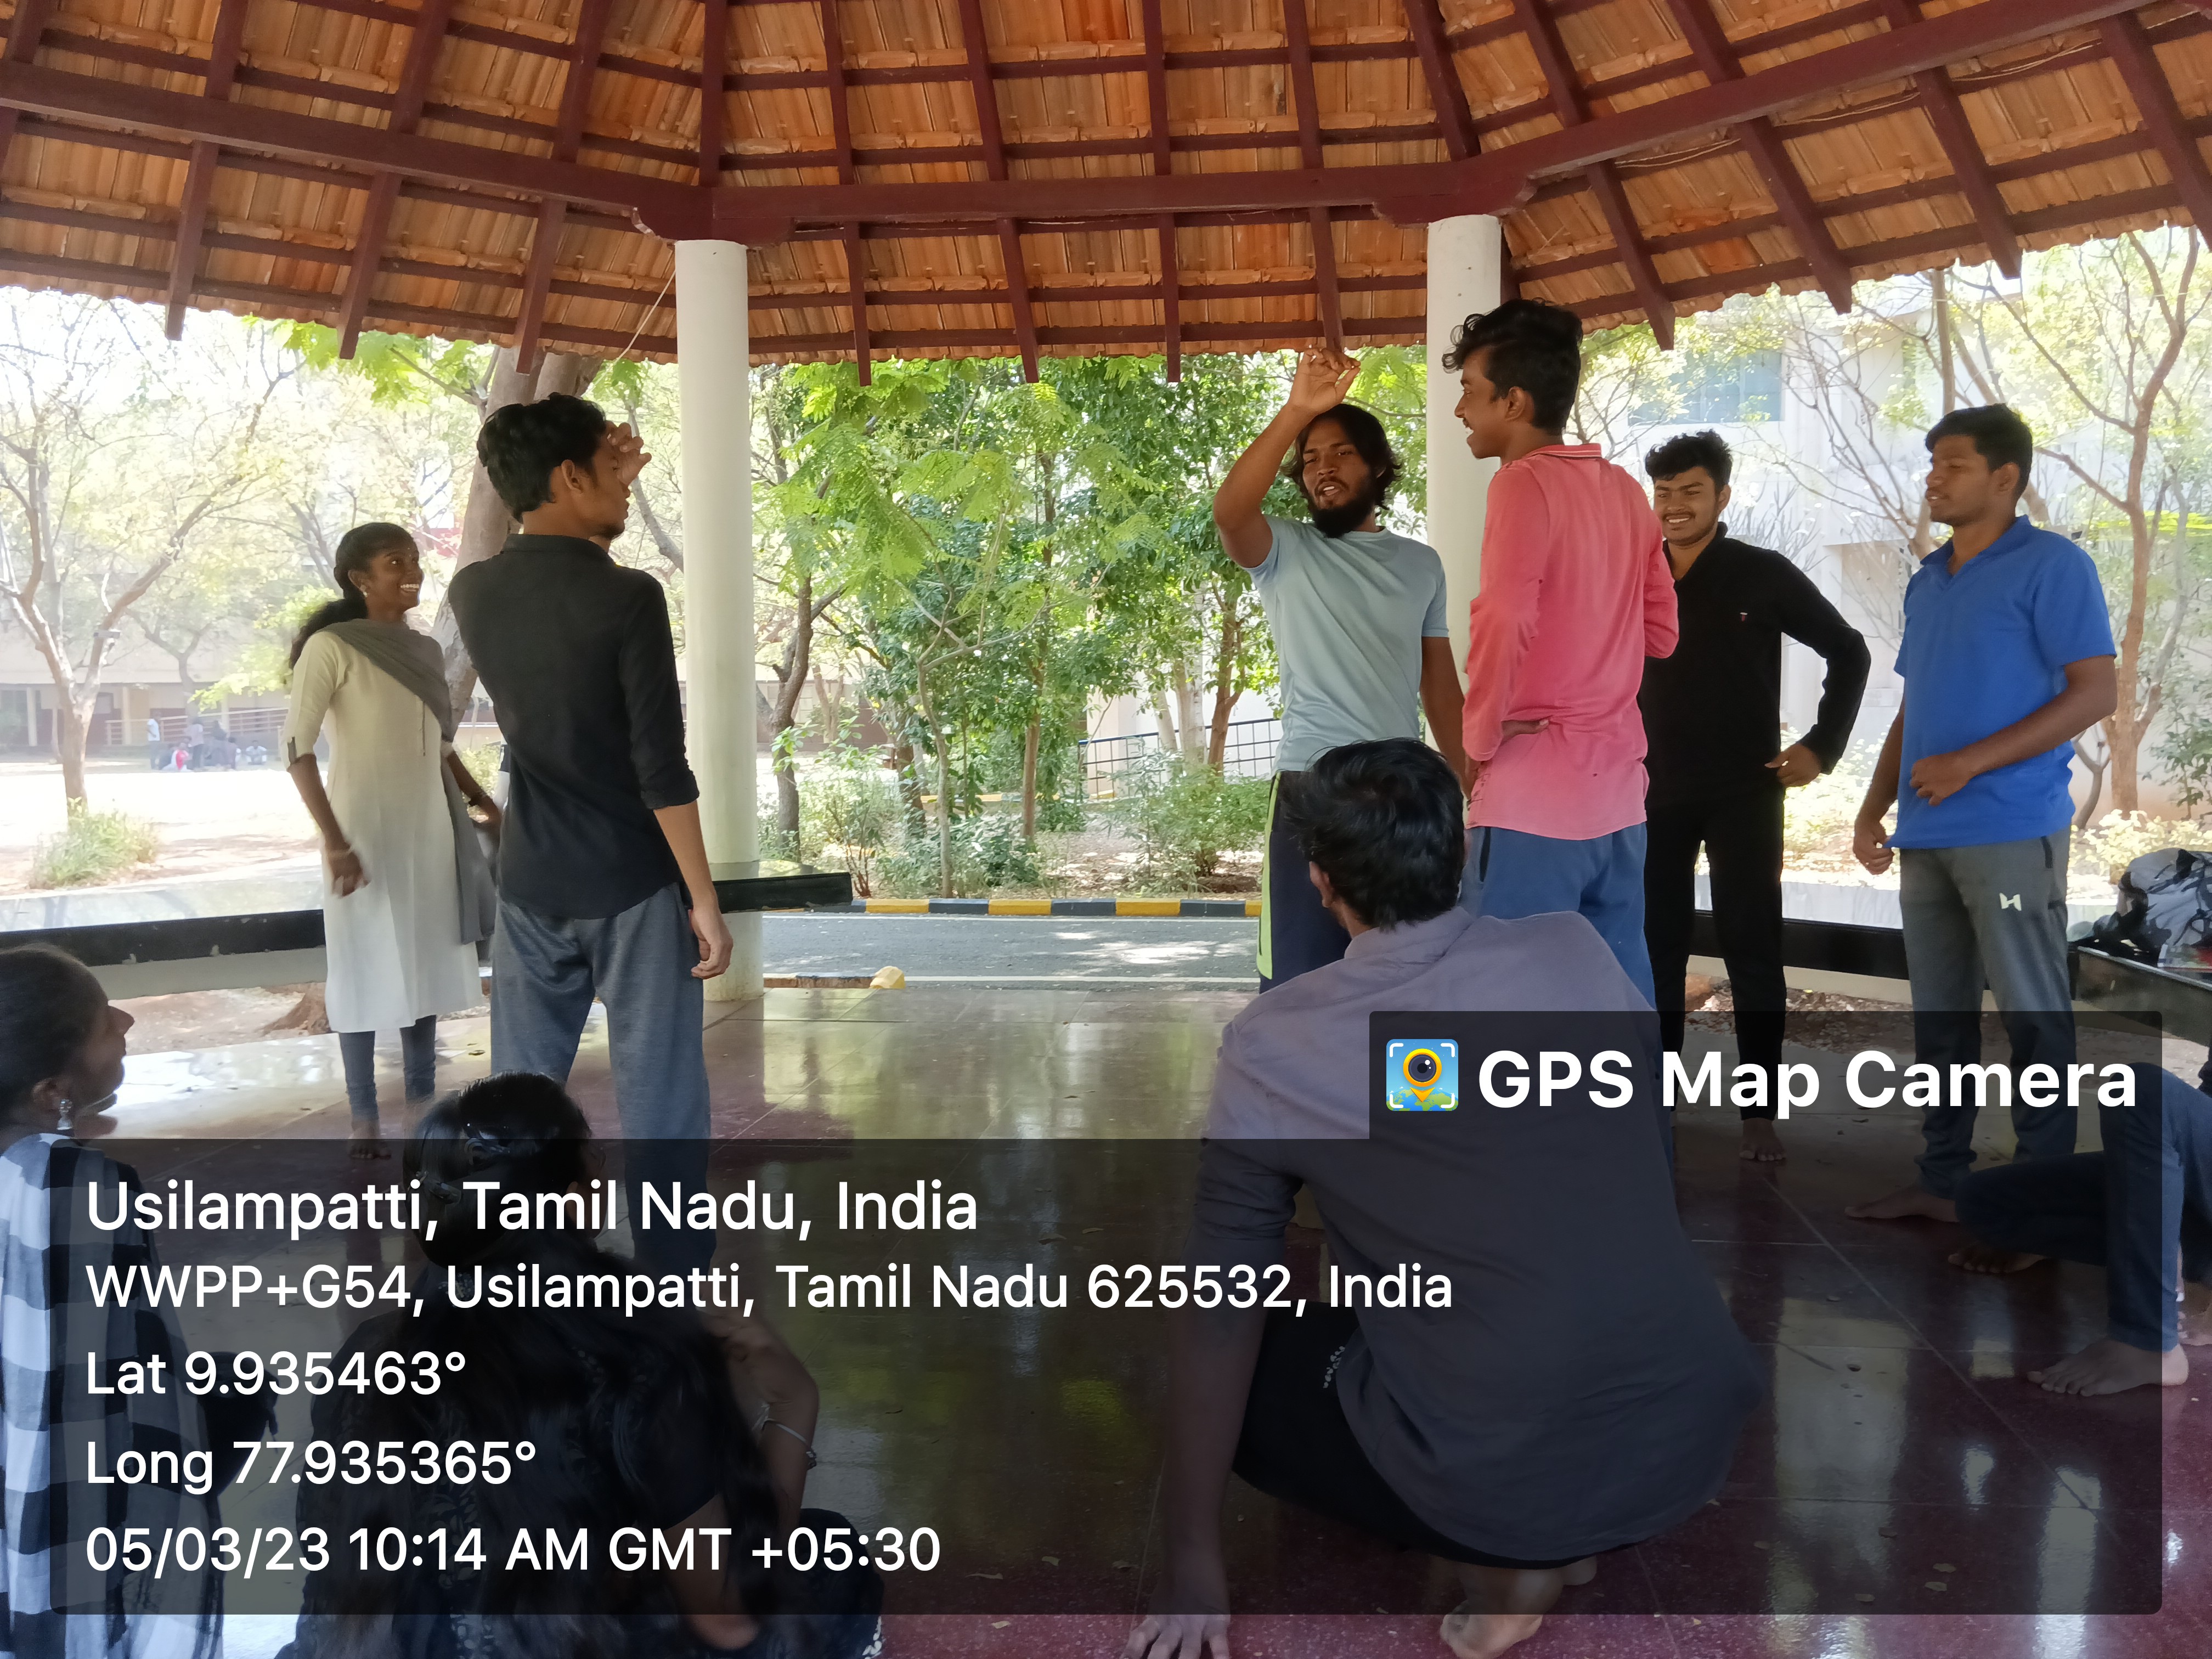 GPS Map Camera
Usilampatti, Tamil Nadu, India
WWPP+G54, Usilampatti, Tamil Nadu 625532, India
Lat 9.935463°
Long 77.935365°
05/03/23 10:14 AM GMT +05:30